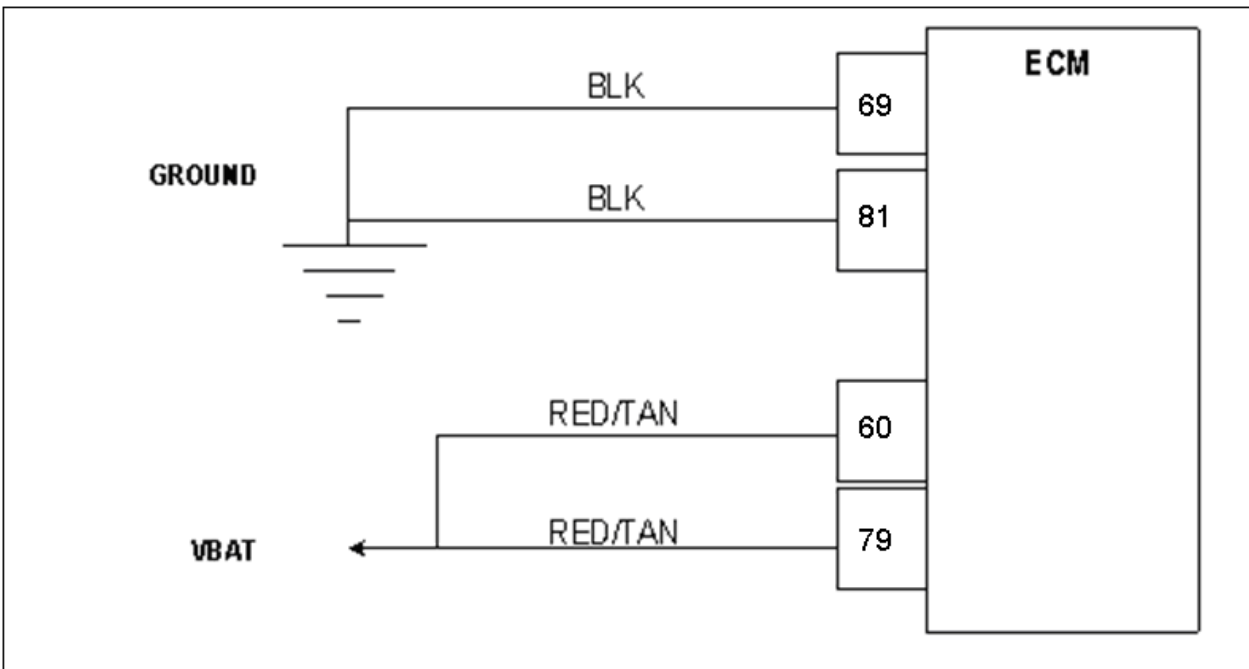 ECM
BLK
69
GROUND
BLK
81
RED/TAN
60
VBAT
RED/TAN
79